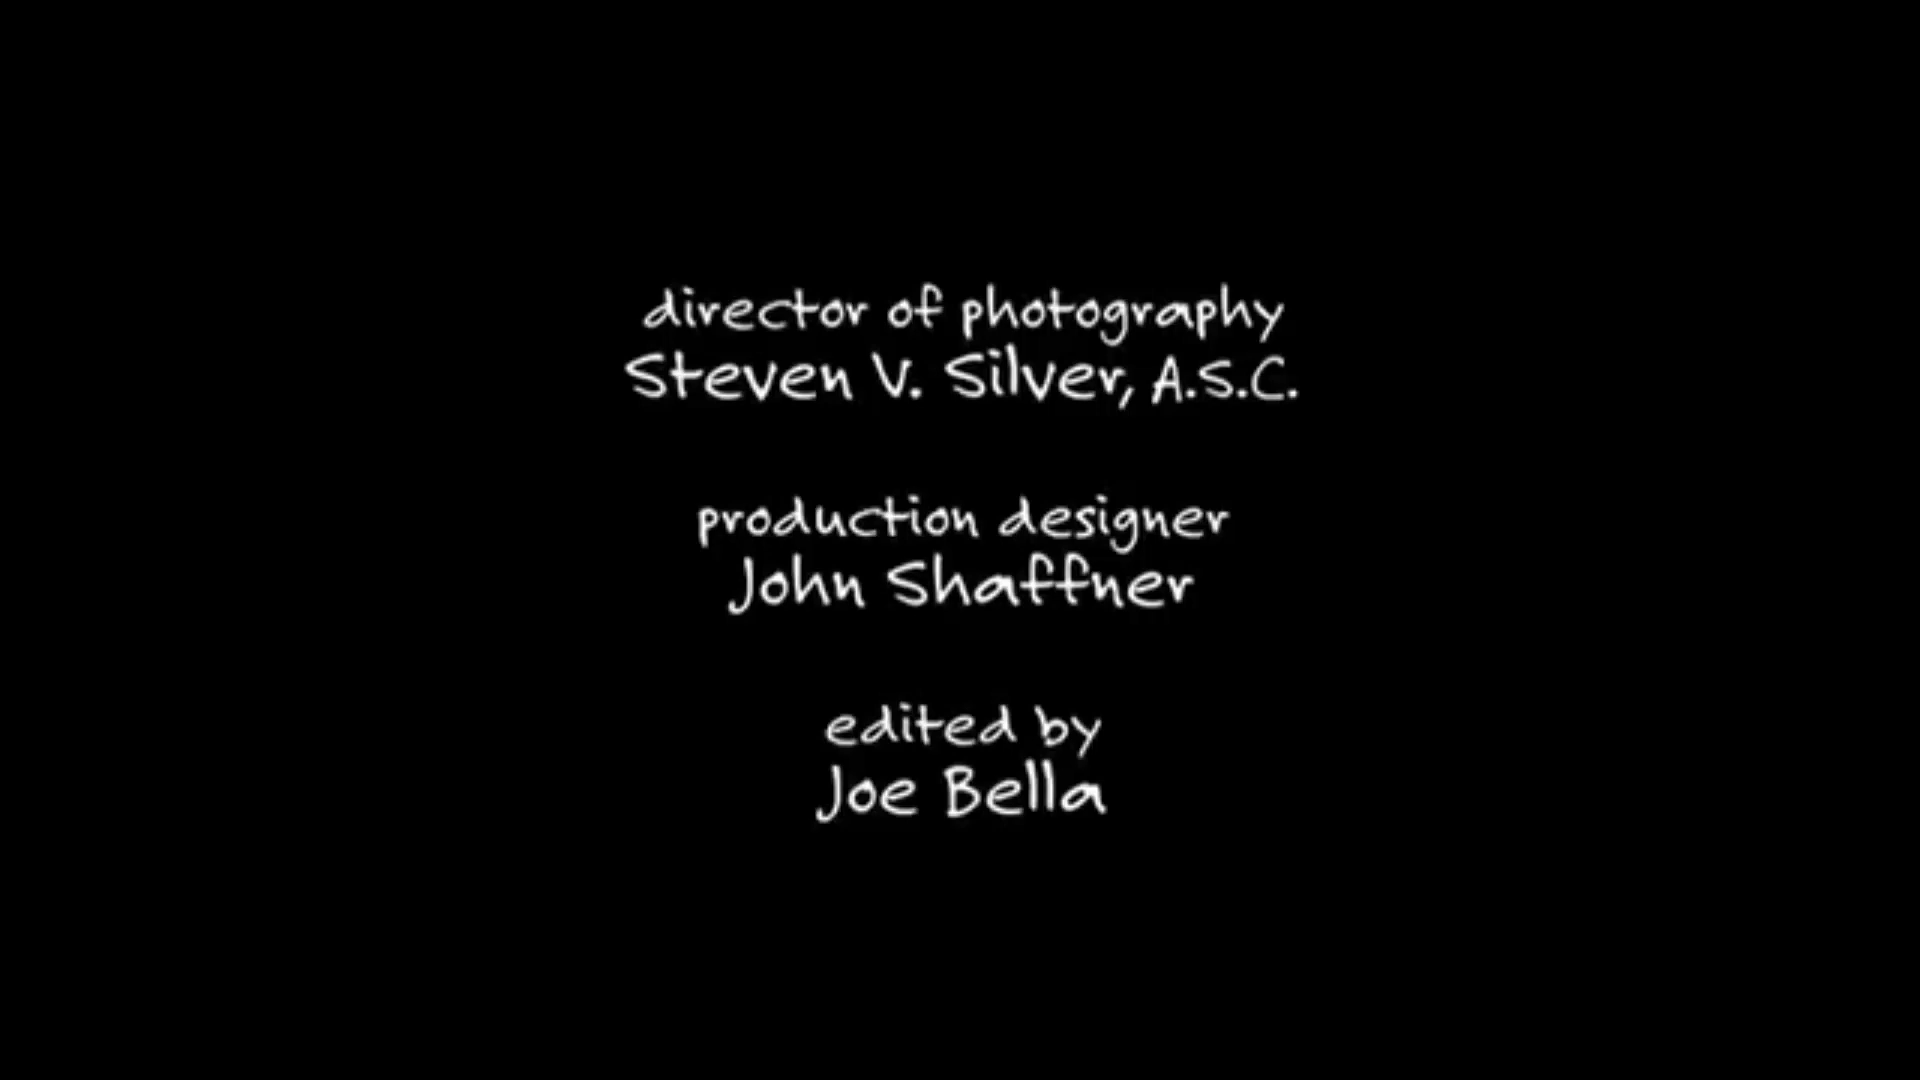 director of photography
Steven V. Silver, A.S.C.
production designer
John Shaffner
edited by
Joe Bella